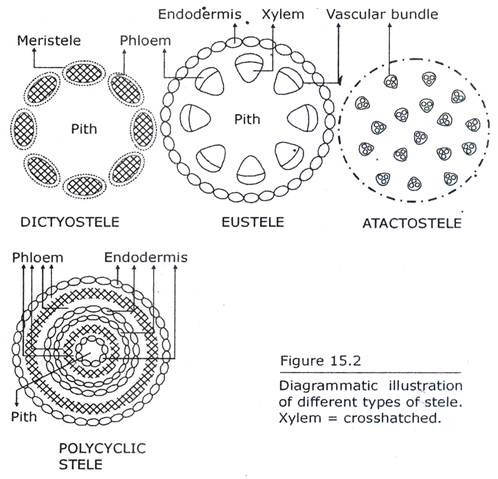 Endodermis Xylem Vascular bundle
Meristele Phloem
Pith Pith
DICTYOSTELE EUSTELE ATACTOSTELE
Phloem Endodermis
Pith
POLYCYCLIC
STELE
Figure 15.2
Diagrammatic illustration
of different types of stele.
Xylem = crosshatched.